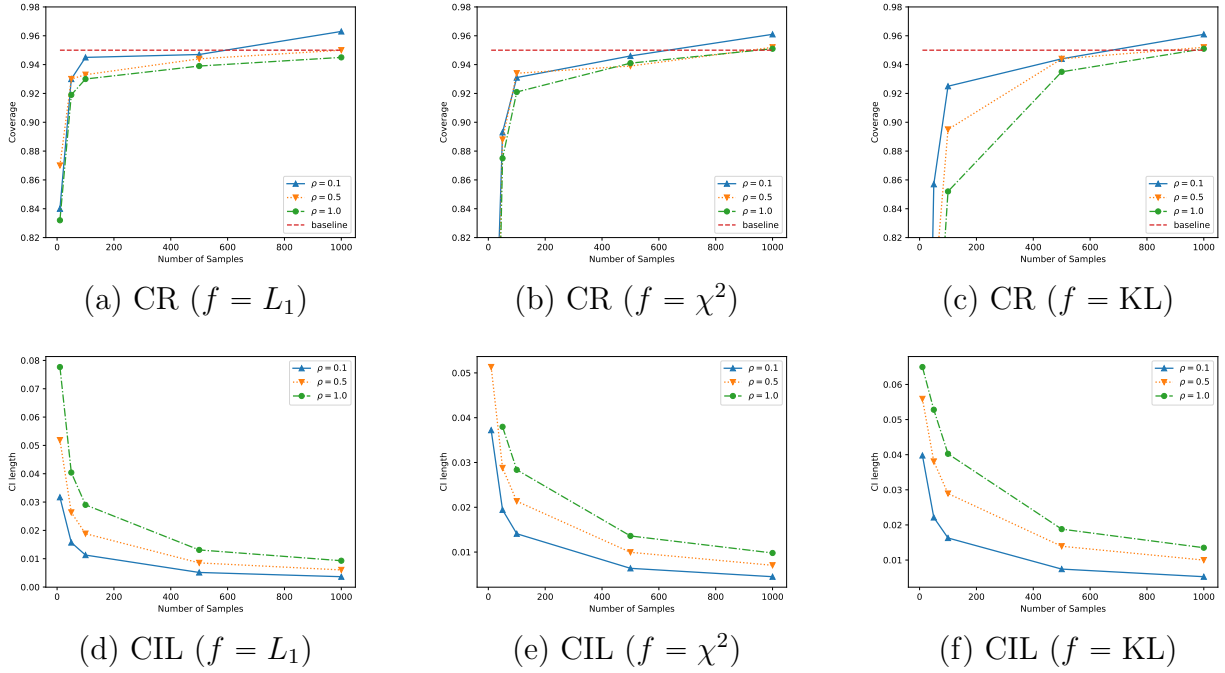 0.98
0.96
0.94
0.92
0.90
0.88
0.86
0.84
0.82
Coverage
0 200 400 600 800 1000
Number of Samples
ρ = 0.1
ρ = 0.5
ρ = 1.0
baseline
(a) CR (f = L₁)
0.98
0.96
0.94
0.92
0.90
0.88
0.86
0.84
0.82
Coverage
0 200 400 600 800 1000
Number of Samples
ρ = 0.1
ρ = 0.5
ρ = 1.0
baseline
(b) CR (f = χ²)
0.98
0.96
0.94
0.92
0.90
0.88
0.86
0.84
0.82
Coverage
0 200 400 600 800 1000
Number of Samples
ρ = 0.1
ρ = 0.5
ρ = 1.0
baseline
(c) CR (f = KL)
0.08
0.07
0.06
0.05
0.04
0.03
0.02
0.01
0.00
CI length
0 200 400 600 800 1000
Number of Samples
ρ = 0.1
ρ = 0.5
ρ = 1.0
(d) CIL (f = L₁)
0.05
0.04
0.03
0.02
0.01
CI length
0 200 400 600 800 1000
Number of Samples
ρ = 0.1
ρ = 0.5
ρ = 1.0
(e) CIL (f = χ²)
0.06
0.05
0.04
0.03
0.02
0.01
CI length
0 200 400 600 800 1000
Number of Samples
ρ = 0.1
ρ = 0.5
ρ = 1.0
(f) CIL (f = KL)